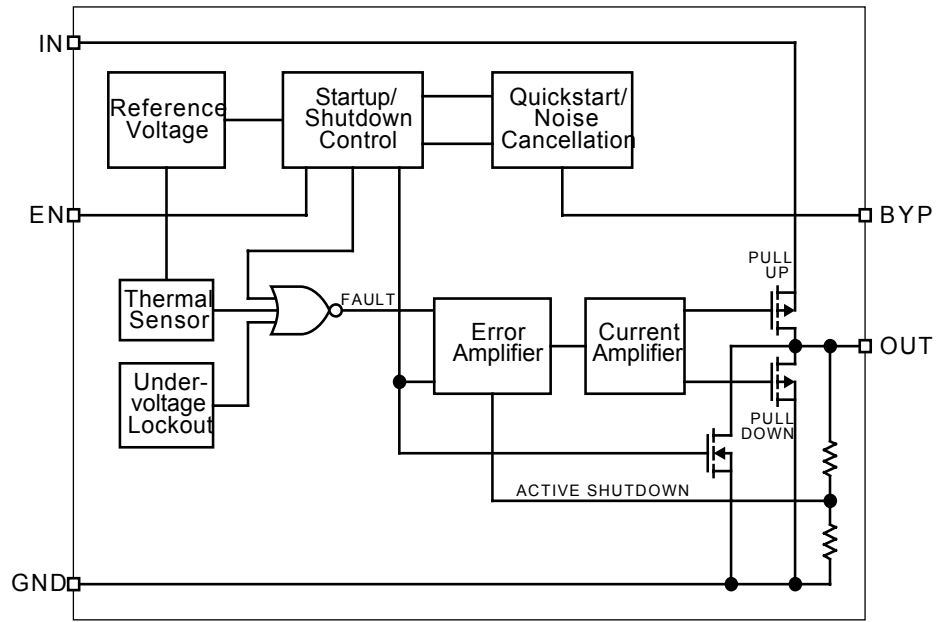 IN
Reference
Voltage
Startup/
Shutdown
Control
Quickstart/
Noise
Cancellation
EN
BYP
PULL
UP
Thermal
Sensor
FAULT
Error
Amplifier
Current
Amplifier
OUT
Under-
voltage
Lockout
PULL
DOWN
ACTIVE SHUTDOWN
GND